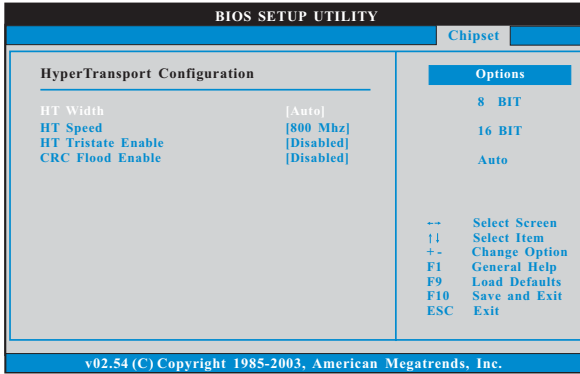 BIOS SETUP UTILITY
Chipset
HyperTransport Configuration
HT Width [Auto]
HT Speed [800 Mhz]
HT Tristate Enable [Disabled]
CRC Flood Enable [Disabled]
Options
8 BIT
16 BIT
Auto
←→ Select Screen
↑↓ Select Item
+- Change Option
F1 General Help
F9 Load Defaults
F10 Save and Exit
ESC Exit
v02.54 (C) Copyright 1985-2003, American Megatrends, Inc.